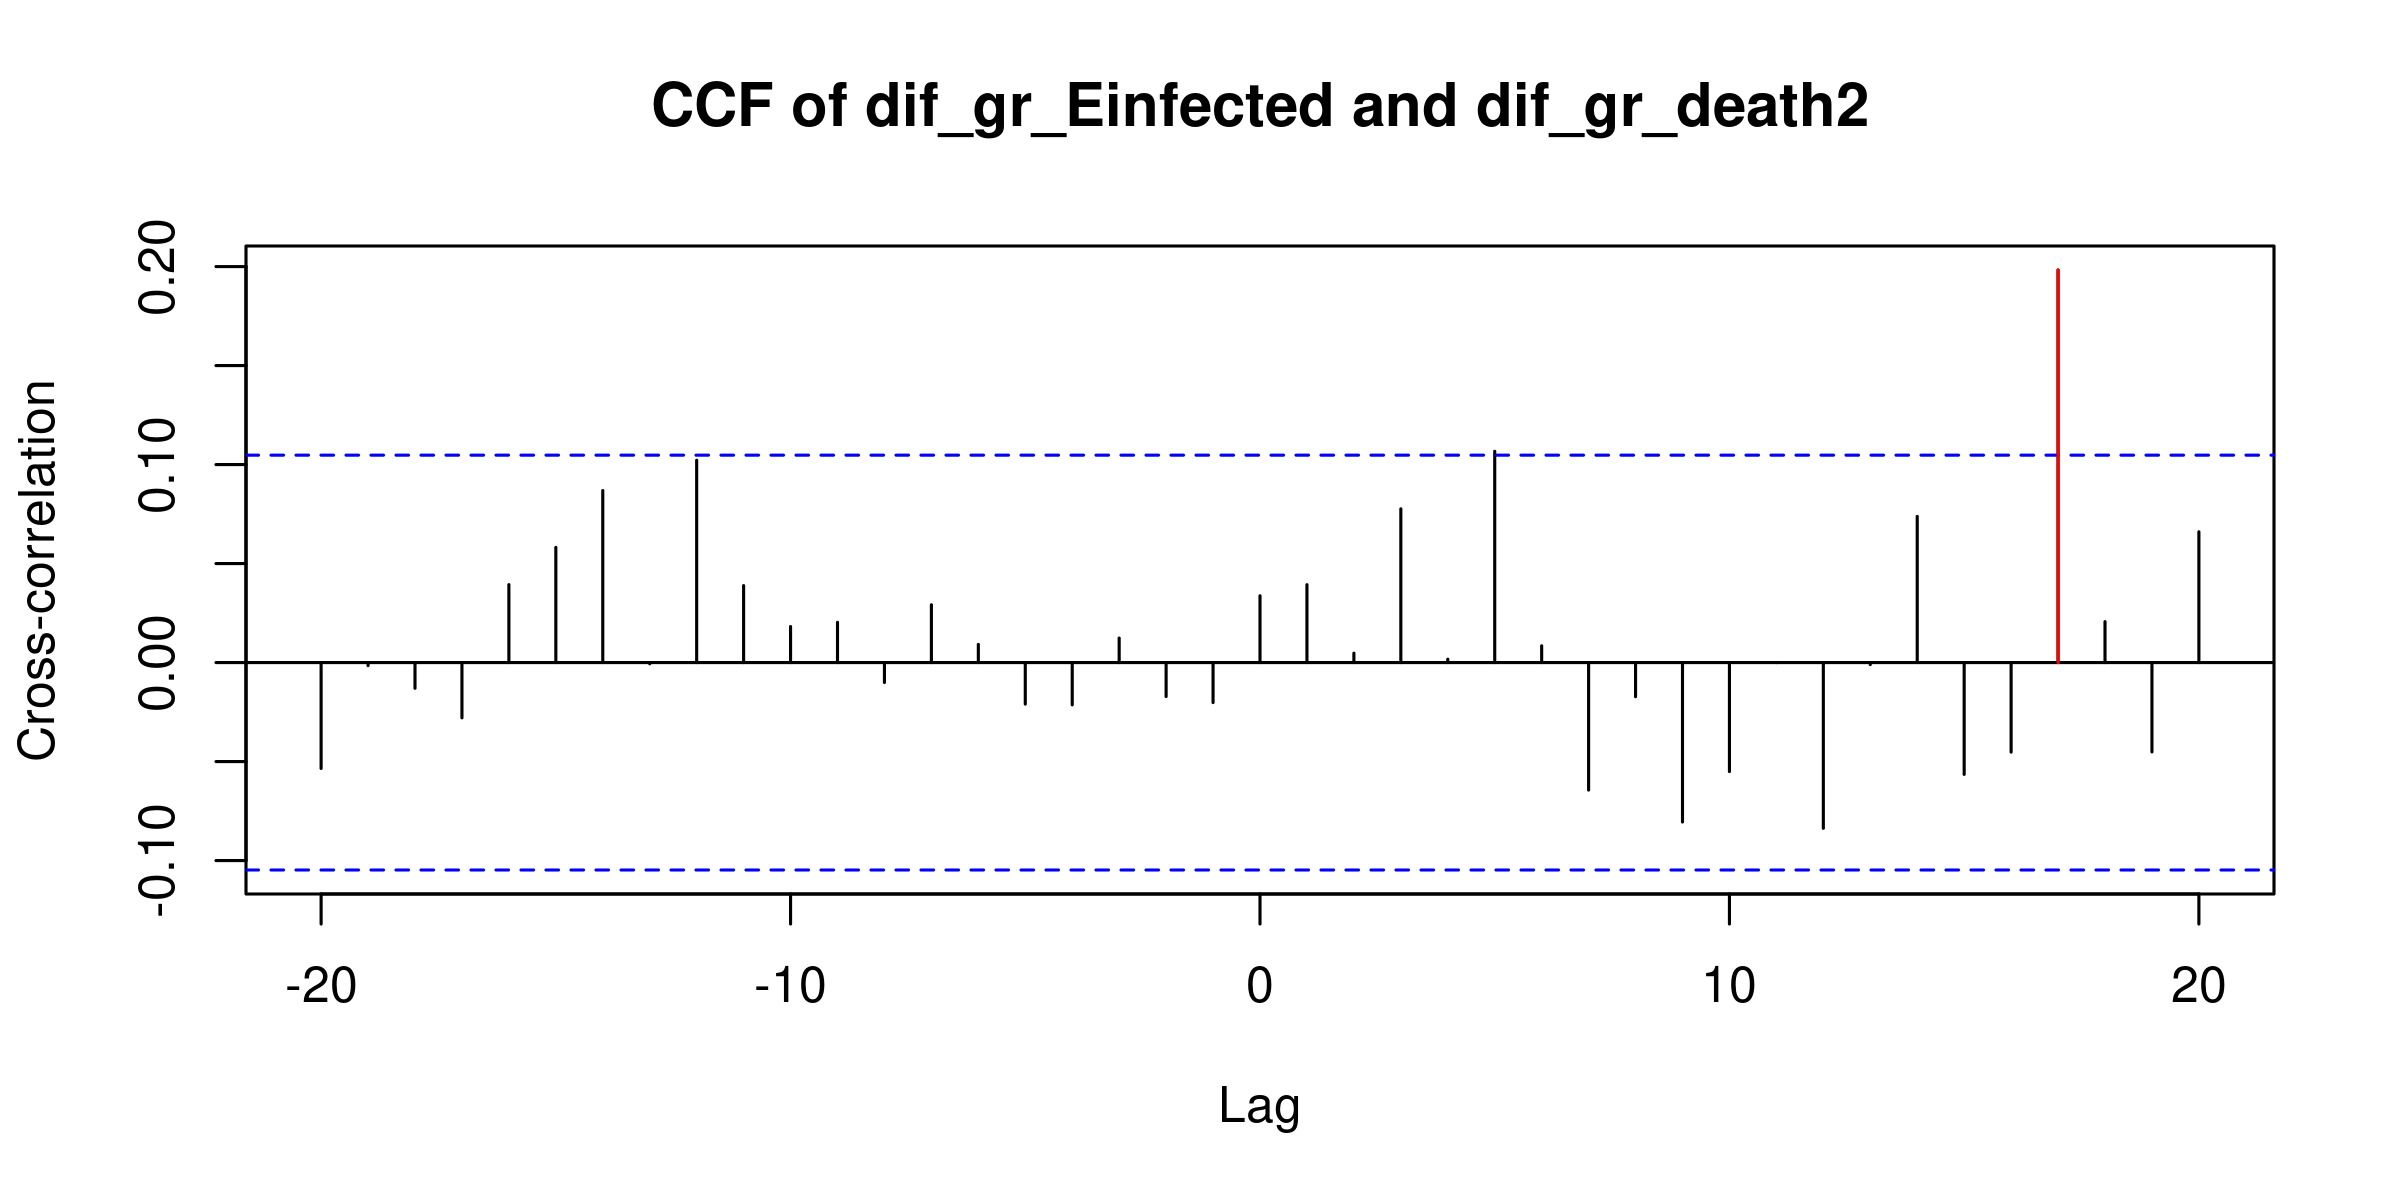 CCF of dif_gr_Einfected and dif_gr_death2
Cross-correlation
0.20
0.10
0.00
-0.10
-20 -10 0 10 20
Lag